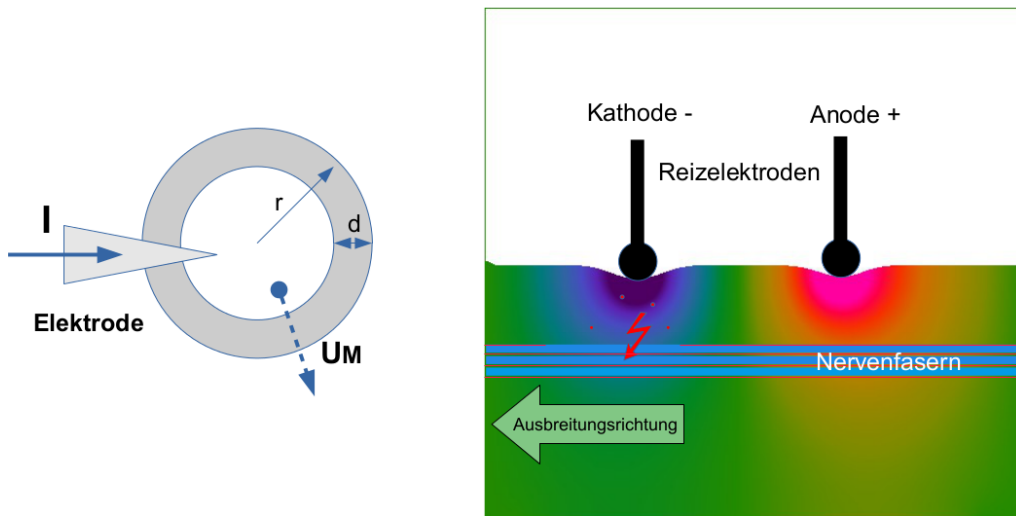 I
r
d
Elektrode
UM
Kathode -
Anode +
Reizelektroden
Nervenfasern
Ausbreitungsrichtung